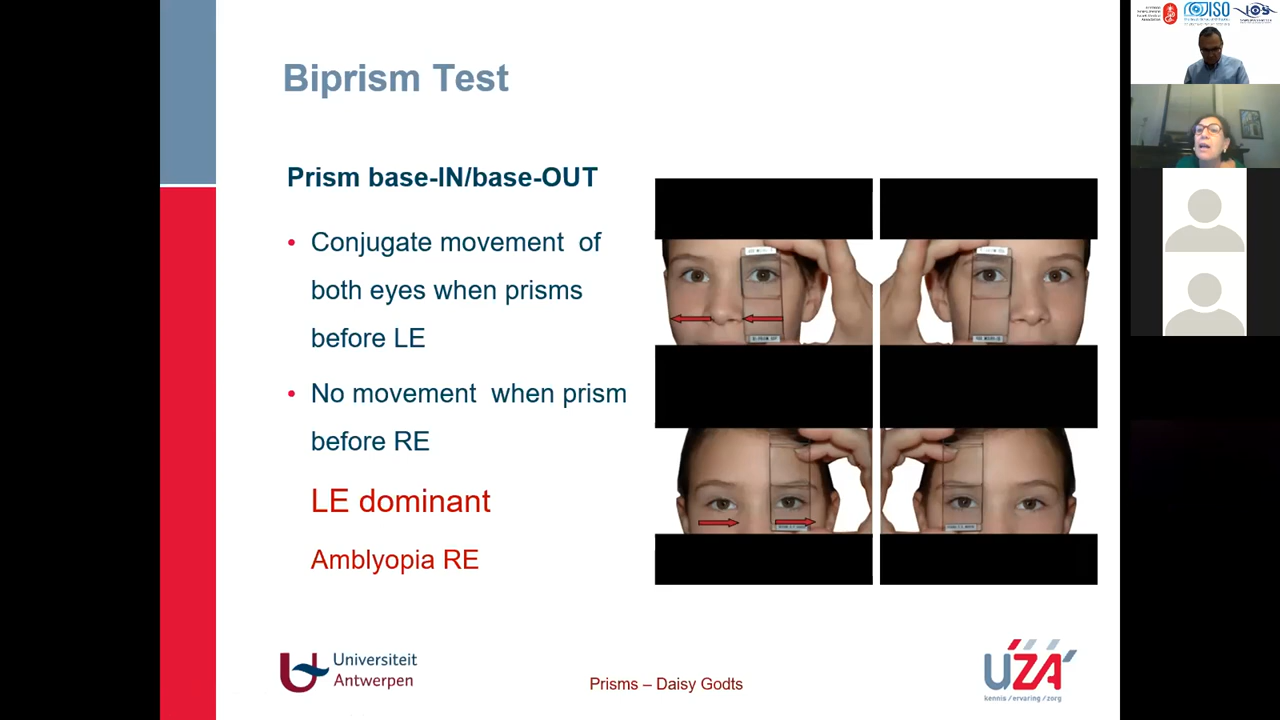 Biprism Test
Prism base-IN/base-OUT
• Conjugate movement of
both eyes when prisms
before LE
• No movement when prism
before RE
LE dominant
Amblyopia RE
Universiteit
Antwerpen
Prisms – Daisy Godts
UZA
kennis / ervaring / zorg
ISO
IOS